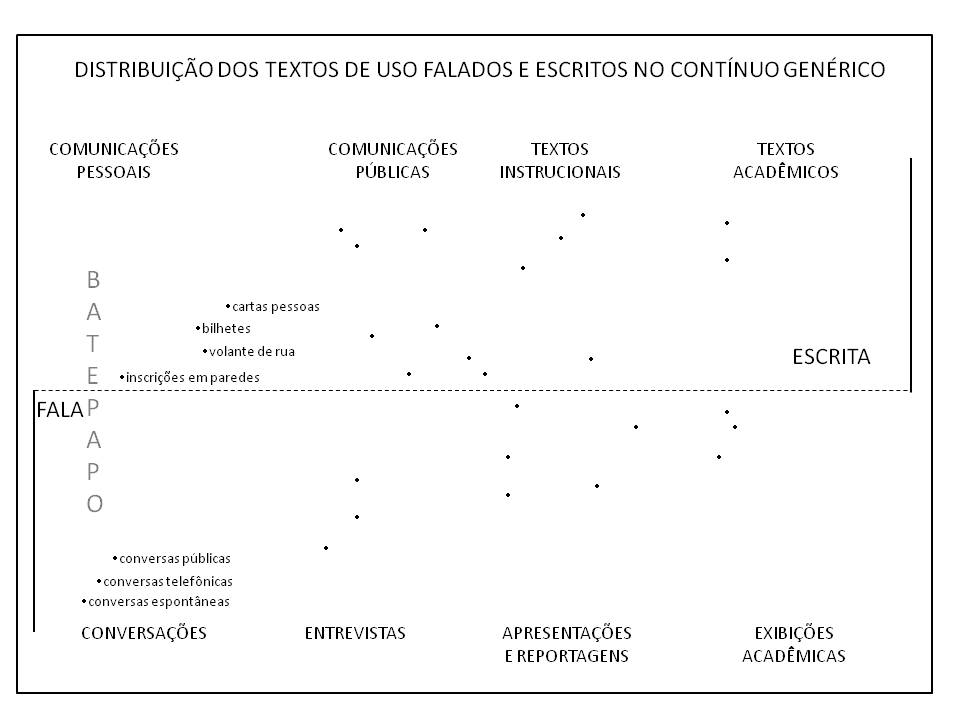 DISTRIBUIÇÃO DOS TEXTOS DE USO FALADOS E ESCRITOS NO CONTÍNUO GENÉRICO
COMUNICAÇÕES
PESSOAIS
COMUNICAÇÕES
PÚBLICAS
TEXTOS
INSTRUCIONAIS
TEXTOS
ACADÊMICOS
B
A
T
E
P
A
P
O
• cartas pessoas
• bilhetes
• volante de rua
• inscrições em paredes
ESCRITA
FALA
• conversas públicas
• conversas telefônicas
• conversas espontâneas
CONVERSAÇÕES
ENTREVISTAS
APRESENTAÇÕES
E REPORTAGENS
EXIBIÇÕES
ACADÊMICAS